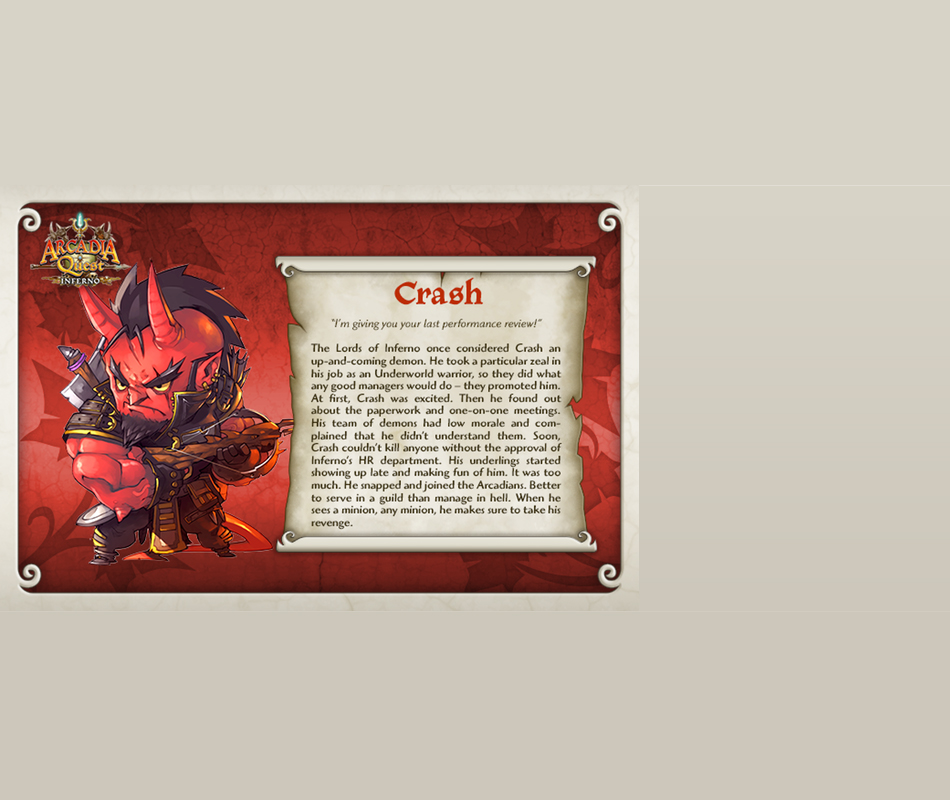 ARCADIA
Quest
INFERNO
Crash
"I'm giving you your last performance review!"
The Lords of Inferno once considered Crash an
up-and-coming demon. He took a particular zeal in
his job as an Underworld warrior, so they did what
any good managers would do – they promoted him.
At first, Crash was excited. Then he found out
about the paperwork and one-on-one meetings.
His team of demons had low morale and com-
plained that he didn't understand them. Soon,
Crash couldn't kill anyone without the approval of
Inferno's HR department. His underlings started
showing up late and making fun of him. It was too
much. He snapped and joined the Arcadians. Better
to serve in a guild than manage in hell. When he
sees a minion, any minion, he makes sure to take his
revenge.